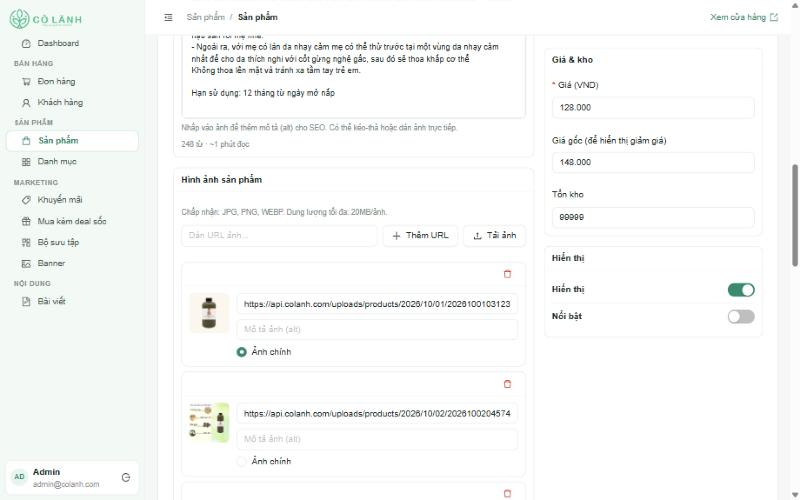 CỎ LÀNH
Dashboard
BÁN HÀNG
Đơn hàng
Khách hàng
SẢN PHẨM
Sản phẩm
Danh mục
MARKETING
Khuyến mãi
Mua kèm deal sốc
Bộ sưu tập
Banner
NỘI DUNG
Bài viết
AD
Admin
admin@colanh.com
Sản phẩm / Sản phẩm
Xem cửa hàng
- Ngoài ra, với mẹ có làn da nhạy cảm mẹ có thể thử trước tại một vùng da nhạy cảm
nhất để cho da thích nghi với cốt gừng nghệ gấc, sau đó sẽ thoa khắp cơ thể
Không thoa lên mặt và tránh xa tầm tay trẻ em.
Hạn sử dụng: 12 tháng từ ngày mở nắp
Nhấp vào ảnh để thêm mô tả (alt) cho SEO. Có thể kéo-thả hoặc dán ảnh trực tiếp.
248 từ · ~1 phút đọc
Hình ảnh sản phẩm
Chấp nhận: JPG, PNG, WEBP. Dung lượng tối đa: 20MB/ảnh.
Dán URL ảnh...
Thêm URL
Tải ảnh
https://api.colanh.com/uploads/products/2026/10/01/2026100103123
Mô tả ảnh (alt)
Ảnh chính
https://api.colanh.com/uploads/products/2026/10/02/2026100204574
Mô tả ảnh (alt)
Ảnh chính
Giá & kho
* Giá (VND)
128.000
Giá gốc (để hiển thị giảm giá)
148.000
Tồn kho
99999
Hiển thị
Hiển thị
Nổi bật